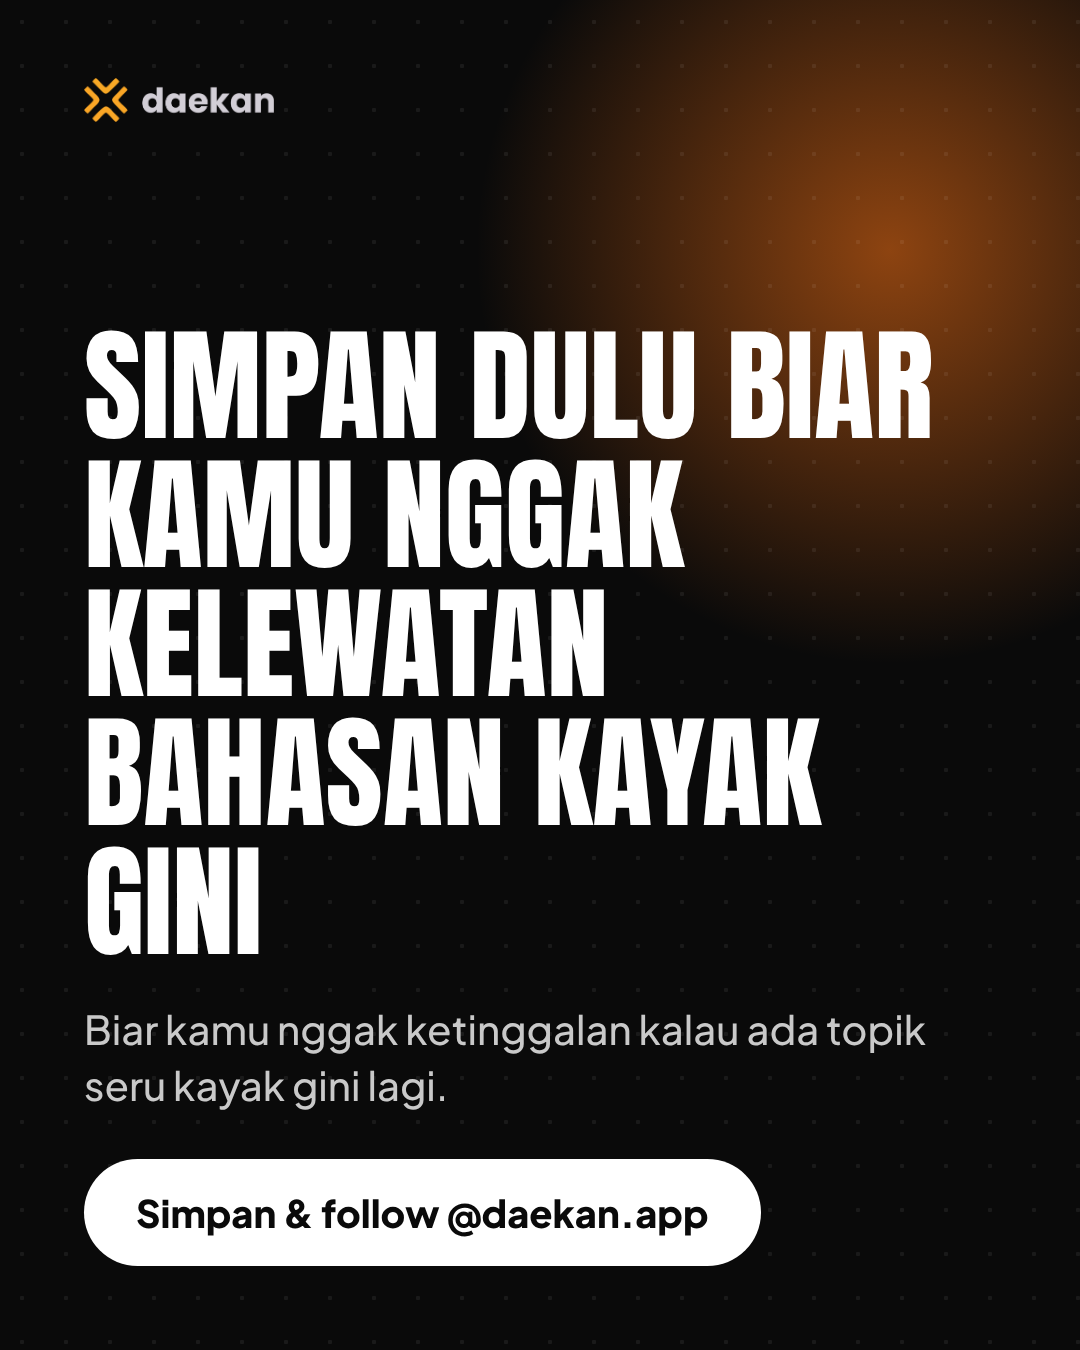 daekan
SIMPAN DULU BIAR
KAMU NGGAK
KELEWATAN
BAHASAN KAYAK
GINI
Biar kamu nggak ketinggalan kalau ada topik
seru kayak gini lagi.
Simpan & follow @daekan.app